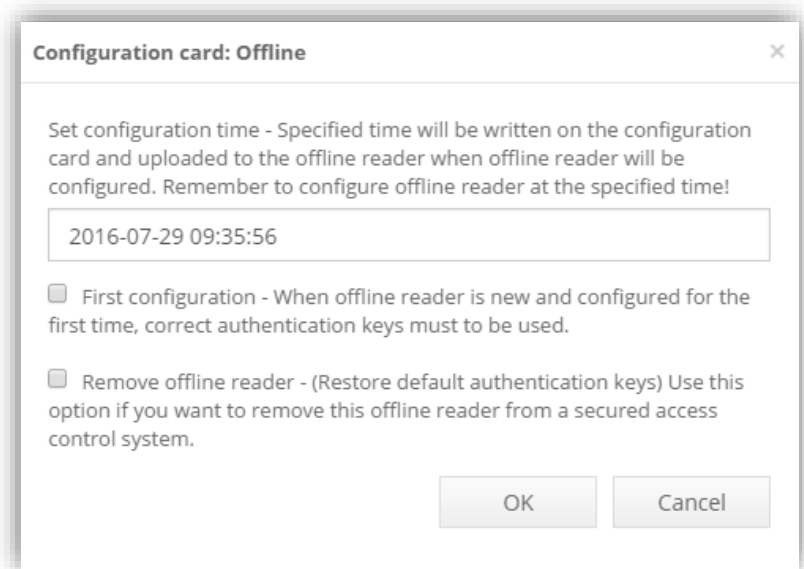 Configuration card: Offline
×
Set configuration time - Specified time will be written on the configuration
card and uploaded to the offline reader when offline reader will be
configured. Remember to configure offline reader at the specified time!
2016-07-29 09:35:56
First configuration - When offline reader is new and configured for the
first time, correct authentication keys must to be used.
Remove offline reader - (Restore default authentication keys) Use this
option if you want to remove this offline reader from a secured access
control system.
OK
Cancel